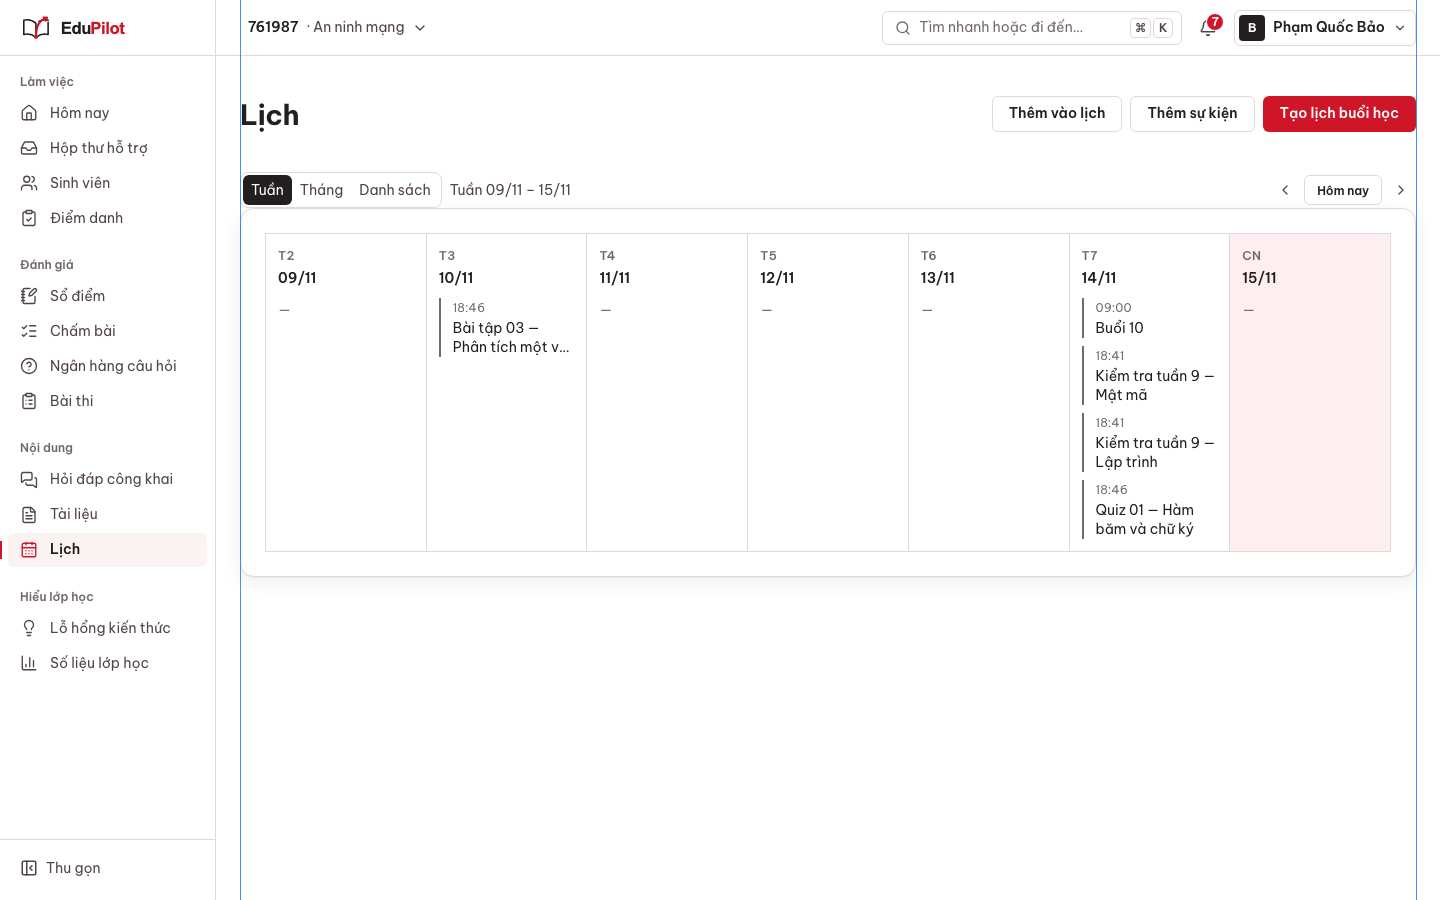 EduPilot
761987 · An ninh mạng
Tìm nhanh hoặc đi đến...
⌘ K
7
B
Phạm Quốc Bảo
Làm việc
Hôm nay
Hộp thư hỗ trợ
Sinh viên
Điểm danh
Đánh giá
Sổ điểm
Chấm bài
Ngân hàng câu hỏi
Bài thi
Nội dung
Hỏi đáp công khai
Tài liệu
Lịch
Hiểu lớp học
Lỗ hổng kiến thức
Số liệu lớp học
Thu gọn
Lịch
Thêm vào lịch
Thêm sự kiện
Tạo lịch buổi học
Tuần
Tháng
Danh sách
Tuần 09/11 – 15/11
Hôm nay
T2
09/11
—
T3
10/11
18:46
Bài tập 03 —
Phân tích một v...
T4
11/11
—
T5
12/11
—
T6
13/11
—
T7
14/11
09:00
Buổi 10
18:41
Kiểm tra tuần 9 —
Mật mã
18:41
Kiểm tra tuần 9 —
Lập trình
18:46
Quiz 01 — Hàm
băm và chữ ký
CN
15/11
—